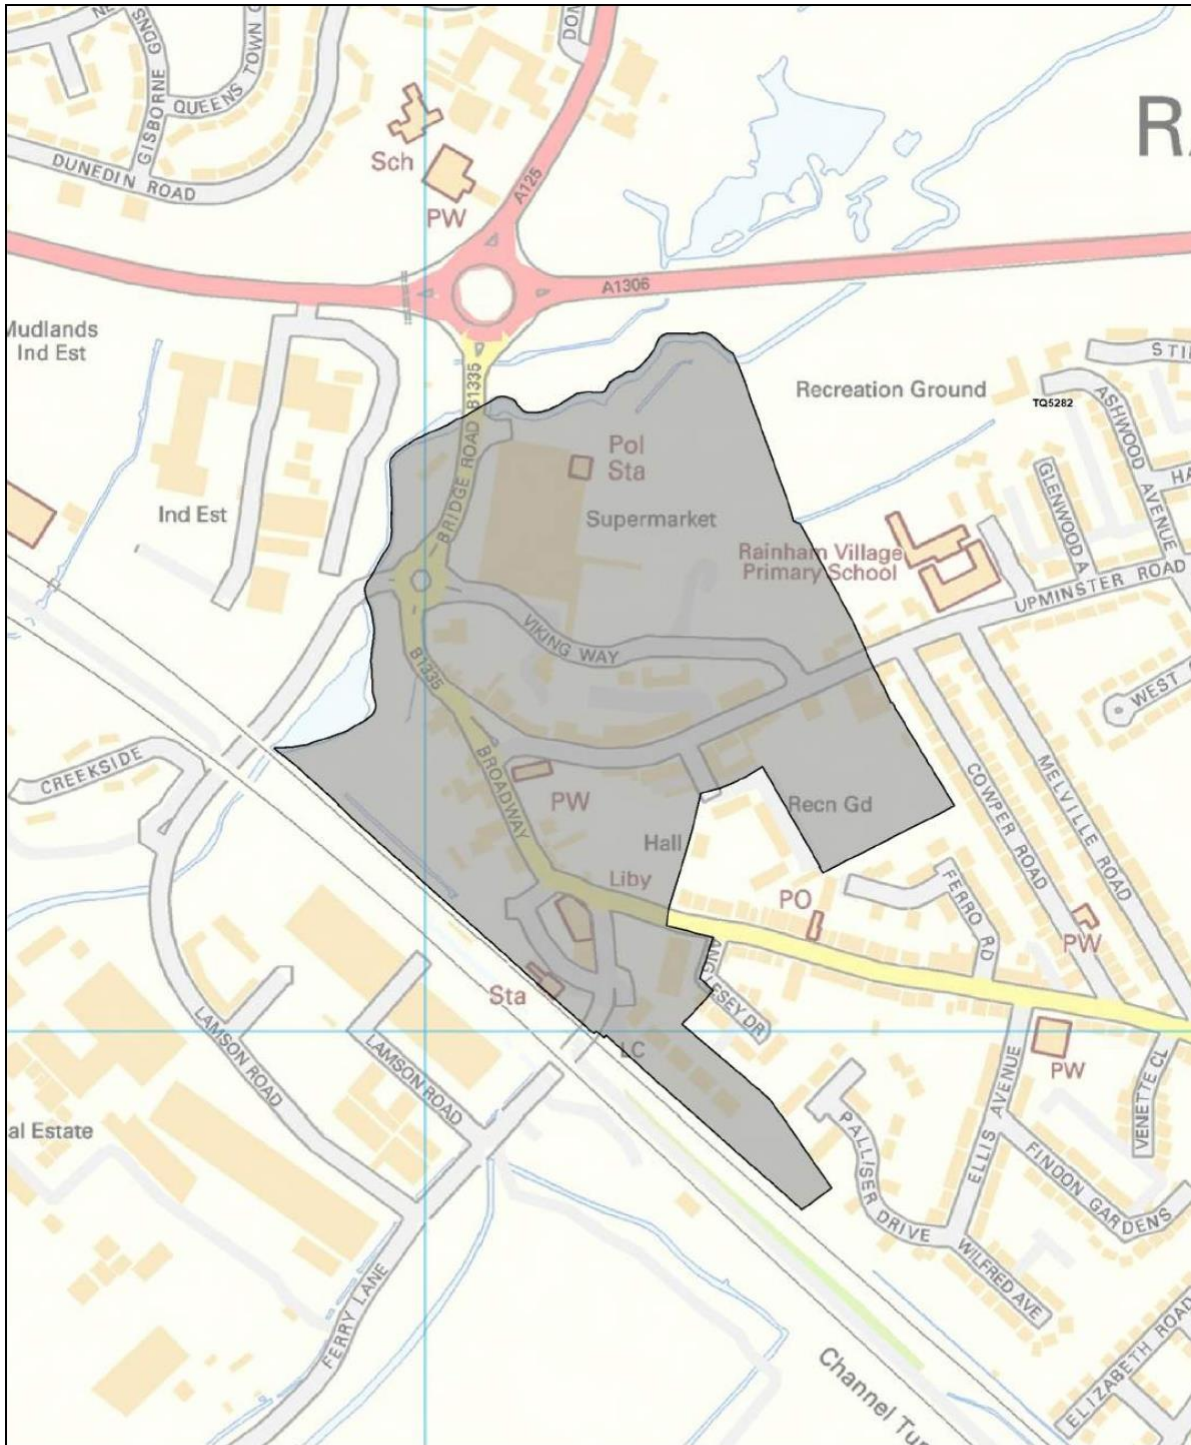 GISBORNE GDNS
QUEENS TOWN
DUNEDIN ROAD
Sch
PW
A125
A1306
Mudlands
Ind Est
Ind Est
B1335
BRIDGE ROAD
Pol
Sta
Supermarket
Recreation Ground
TQ5282
ASHWOOD AVENUE
GLENWOOD A
Rainham Village
Primary School
UPMINSTER ROAD
WEST
VIKING WAY
B1335
BROADWAY
PW
Hall
Liby
Recn Gd
COWPER ROAD
MELVILLE ROAD
FERRO RD
PO
PW
CREEKSIDE
Sta
ANGLESEY DR
LC
LAMSON ROAD
LAMSON ROAD
al Estate
FERRY LANE
PW
VENETTE CL
ELLIS AVENUE
PALLISER DRIVE
FINDON GARDENS
WILFRED AVE
ELIZABETH ROAD
Channel Tun